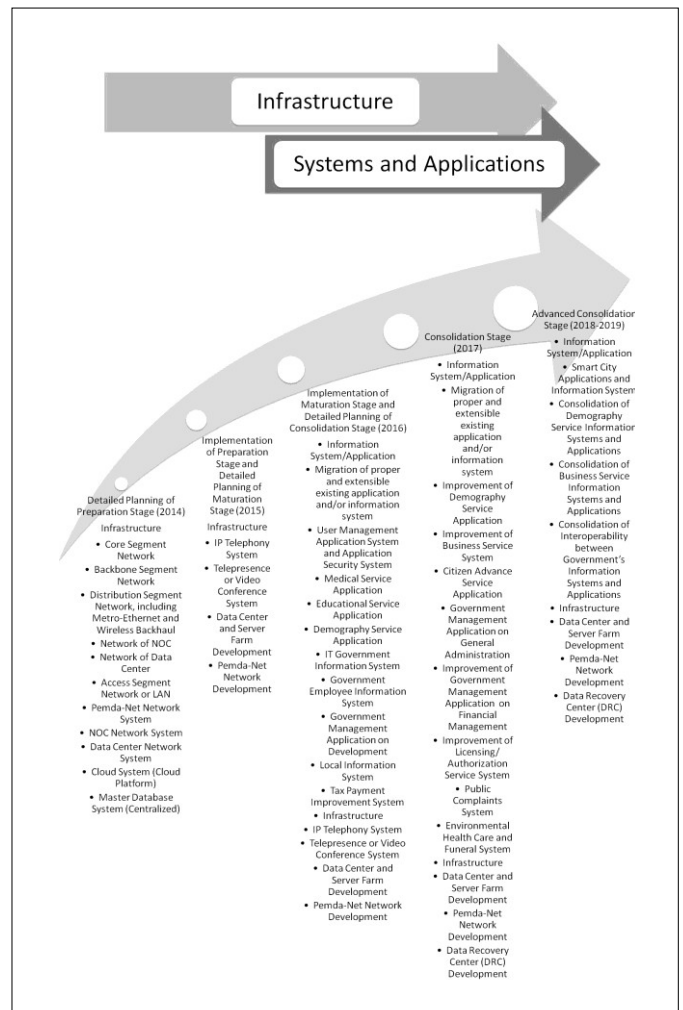 Infrastructure
Systems and Applications
Detailed Planning of
Preparation Stage (2014)
Infrastructure
• Core Segment
Network
• Backbone Segment
Network
• Distribution Segment
Network, including
Metro-Ethernet and
Wireless Backhaul
• Network of NOC
• Network of Data
Center
• Access Segment
Network or LAN
• Pemda-Net Network
System
• NOC Network System
• Data Center Network
System
• Cloud System (Cloud
Platform)
• Master Database
System (Centralized)
Implementation
of Preparation
Stage and
Detailed
Planning of
Maturation
Stage (2015)
Infrastructure
• IP Telephony
System
• Telepresence
or Video
Conference
System
• Data Center
and Server
Farm
Development
• Pemda-Net
Network
Development
Implementation of
Maturation Stage and
Detailed Planning of
Consolidation Stage (2016)
• Information
System/Application
• Migration of proper
and extensible
existing application
and/or information
system
• User Management
Application System
and Application
Security System
• Medical Service
Application
• Educational Service
Application
• Demography Service
Application
• IT Government
Information System
• Government
Employee Information
System
• Government
Management
Application on
Development
• Local Information
System
• Tax Payment
Improvement System
• Infrastructure
• IP Telephony System
• Telepresence or Video
Conference System
• Data Center and
Server Farm
Development
• Pemda-Net Network
Development
Consolidation Stage
(2017)
• Information
System/Application
• Migration of
proper and
extensible
existing
application
and/or
information
system
• Improvement of
Demography
Service
Application
• Improvement of
Business Service
System
• Citizen Advance
Service
Application
• Government
Management
Application on
General
Administration
• Improvement of
Government
Management
Application on
Financial
Management
• Improvement of
Licensing/
Authorization
Service System
• Public
Complaints
System
• Environmental
Health Care and
Funeral System
• Infrastructure
• Data Center and
Server Farm
Development
• Pemda-Net
Network
Development
• Data Recovery
Center (DRC)
Development
Advanced Consolidation
Stage (2018-2019)
• Information
System/Application
• Smart City
Applications and
Information System
• Consolidation of
Demography
Service Information
Systems and
Applications
• Consolidation of
Business Service
Information
Systems and
Applications
• Consolidation of
Interoperability
between
Government's
Information
Systems and
Applications
• Infrastructure
• Data Center and
Server Farm
Development
• Pemda-Net
Network
Development
• Data Recovery
Center (DRC)
Development